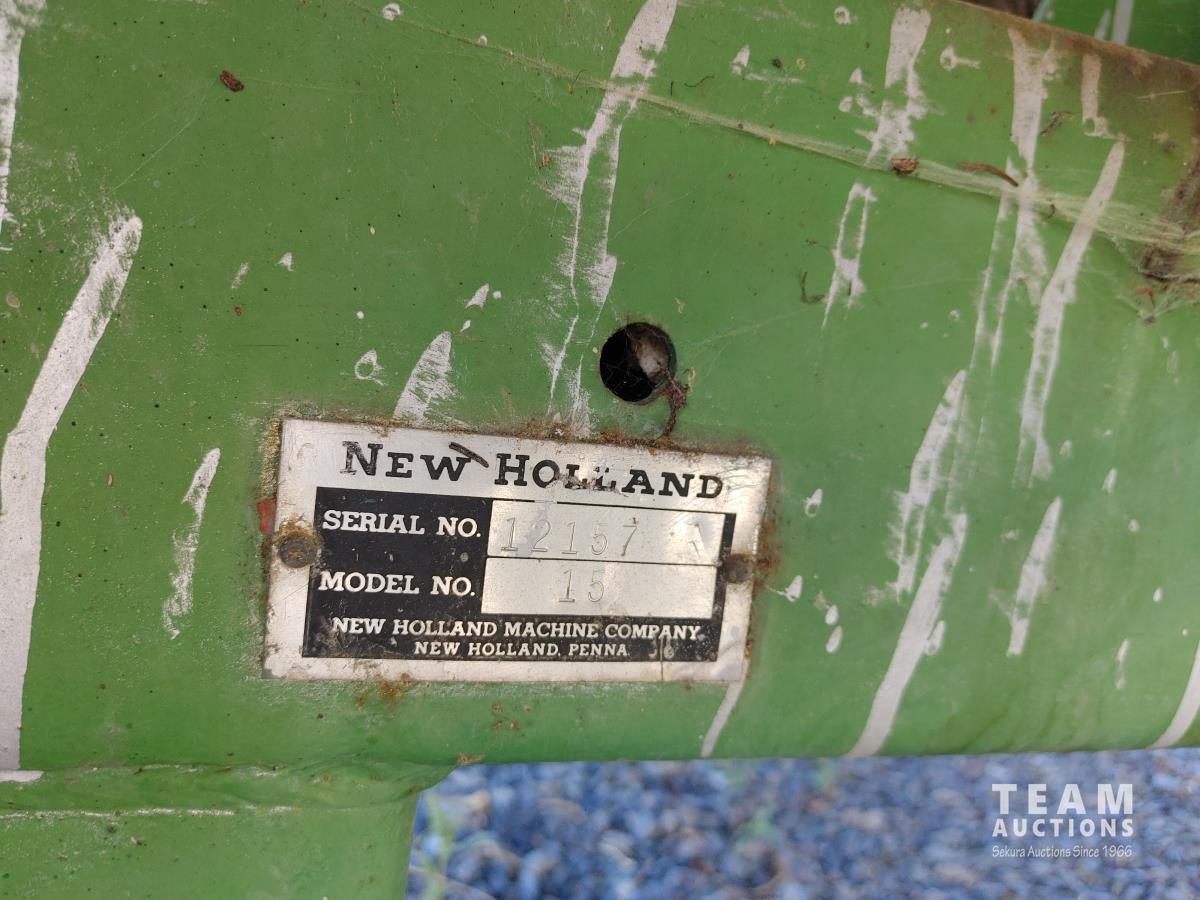 NEW HOLLAND
SERIAL NO. 12157 A
MODEL NO. 15
NEW HOLLAND MACHINE COMPANY
NEW HOLLAND, PENNA.
TEAM
AUCTIONS
Sekura Auctions Since 1966